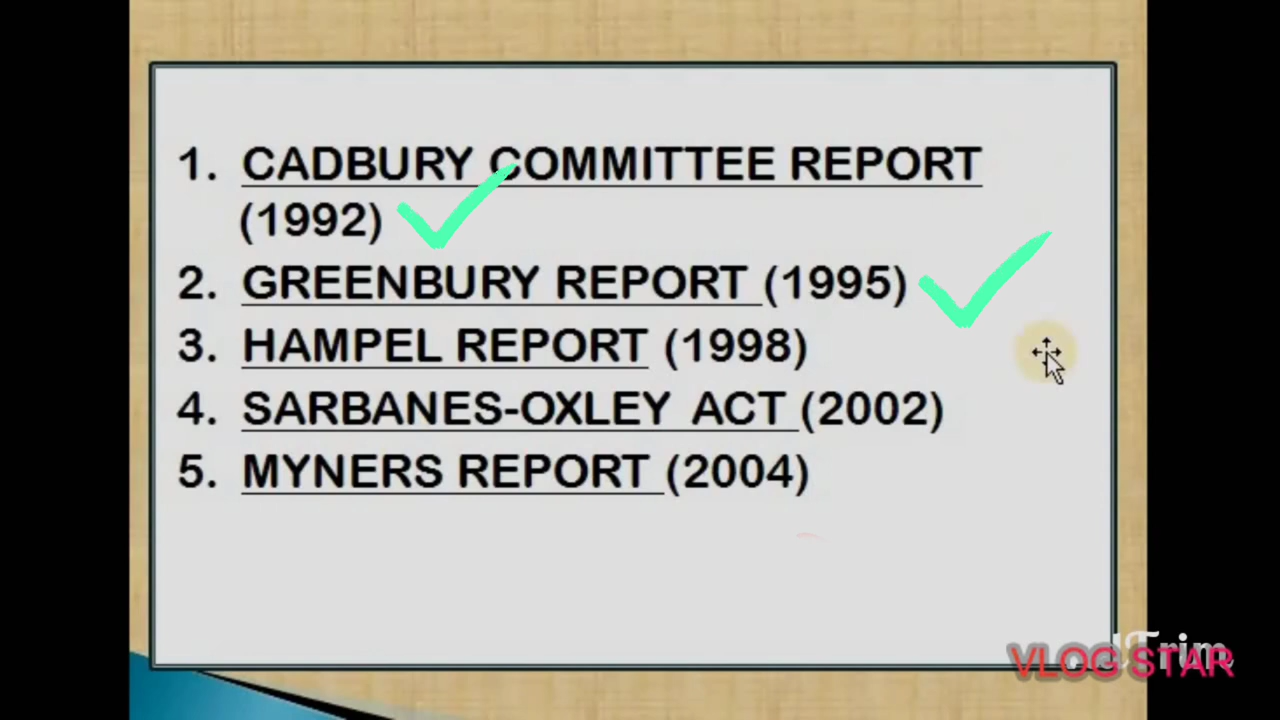 1. CADBURY COMMITTEE REPORT
(1992)
2. GREENBURY REPORT (1995)
3. HAMPEL REPORT (1998)
4. SARBANES-OXLEY ACT (2002)
5. MYNERS REPORT (2004)
VLOG STAR